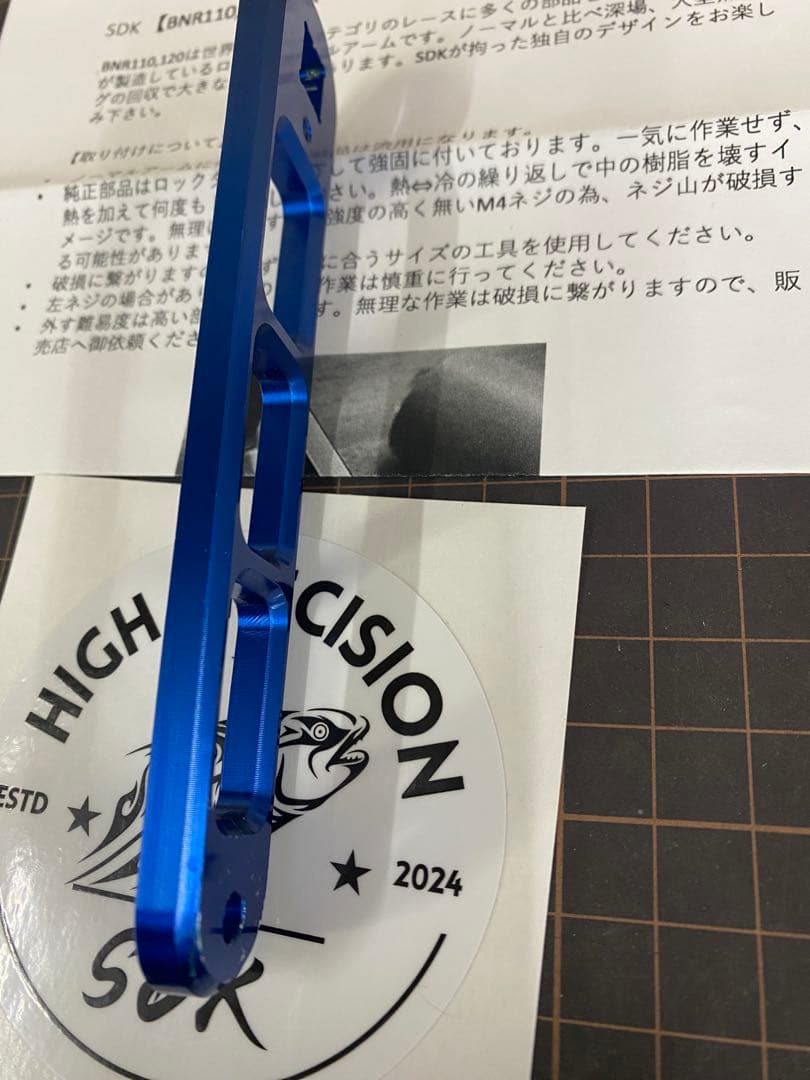 SDK 【BNR110,
テゴリのレースに多くの部品
BNR110,120は世界 ルアームです。ノーマルと比べ深場、大型
が製造しているロ ります。SDKが拘った独自のデザインをお楽し
グの回収で大きな
み下さい。
【取り付けについて
純正部品はロック して強固に付いております。一気に作業せず、
熱を加えて何度も さい。熱⇔冷の繰り返しで中の樹脂を壊すイ
メージです。無理 強度の高く無いM4ネジの為、ネジ山が破損す
る可能性があります
・ 破損に繋がりますの に合うサイズの工具を使用してください。
・ 左ネジの場合があり 作業は慎重に行ってください。
・ 外す難易度は高い部 す。無理な作業は破損に繋がりますので、販
売店へ御依頼くださ
HIGH CISION
ESTD
2024
SDK